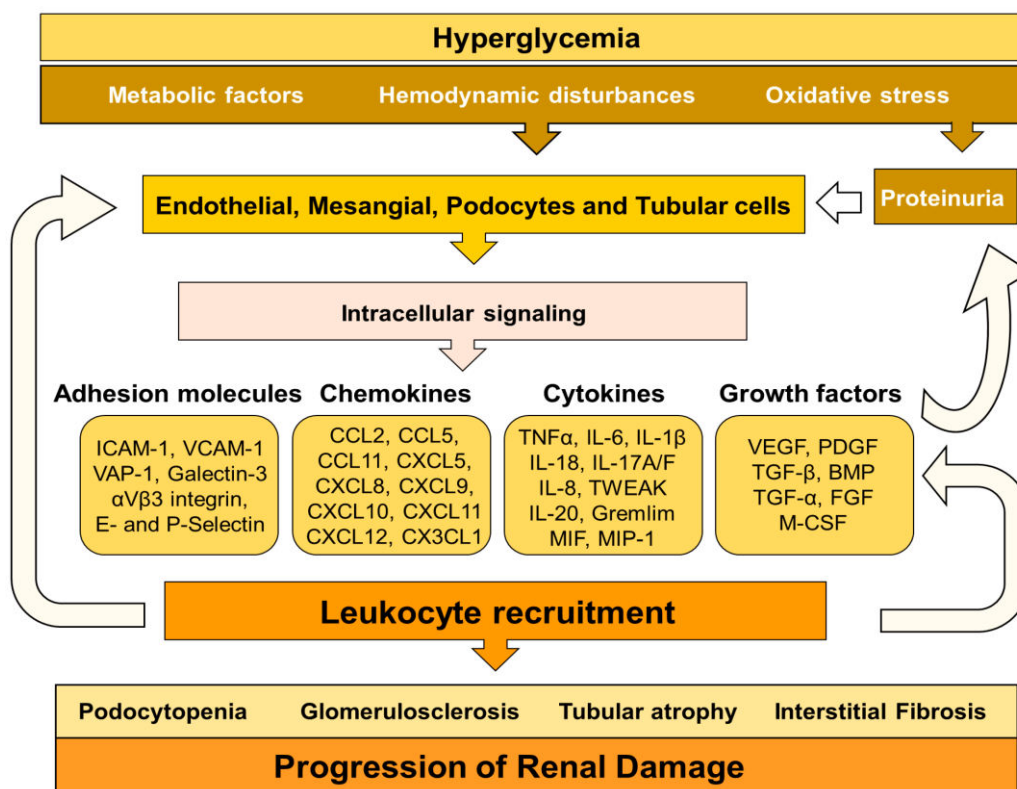 Hyperglycemia
Metabolic factors Hemodynamic disturbances Oxidative stress
Endothelial, Mesangial, Podocytes and Tubular cells
Proteinuria
Intracellular signaling
Adhesion molecules
ICAM-1, VCAM-1
VAP-1, Galectin-3
αVβ3 integrin,
E- and P-Selectin
Chemokines
CCL2, CCL5,
CCL11, CXCL5,
CXCL8, CXCL9,
CXCL10, CXCL11
CXCL12, CX3CL1
Cytokines
TNFα, IL-6, IL-1β
IL-18, IL-17A/F
IL-8, TWEAK
IL-20, Gremlim
MIF, MIP-1
Growth factors
VEGF, PDGF
TGF-β, BMP
TGF-α, FGF
M-CSF
Leukocyte recruitment
Podocytopenia Glomerulosclerosis Tubular atrophy Interstitial Fibrosis
Progression of Renal Damage